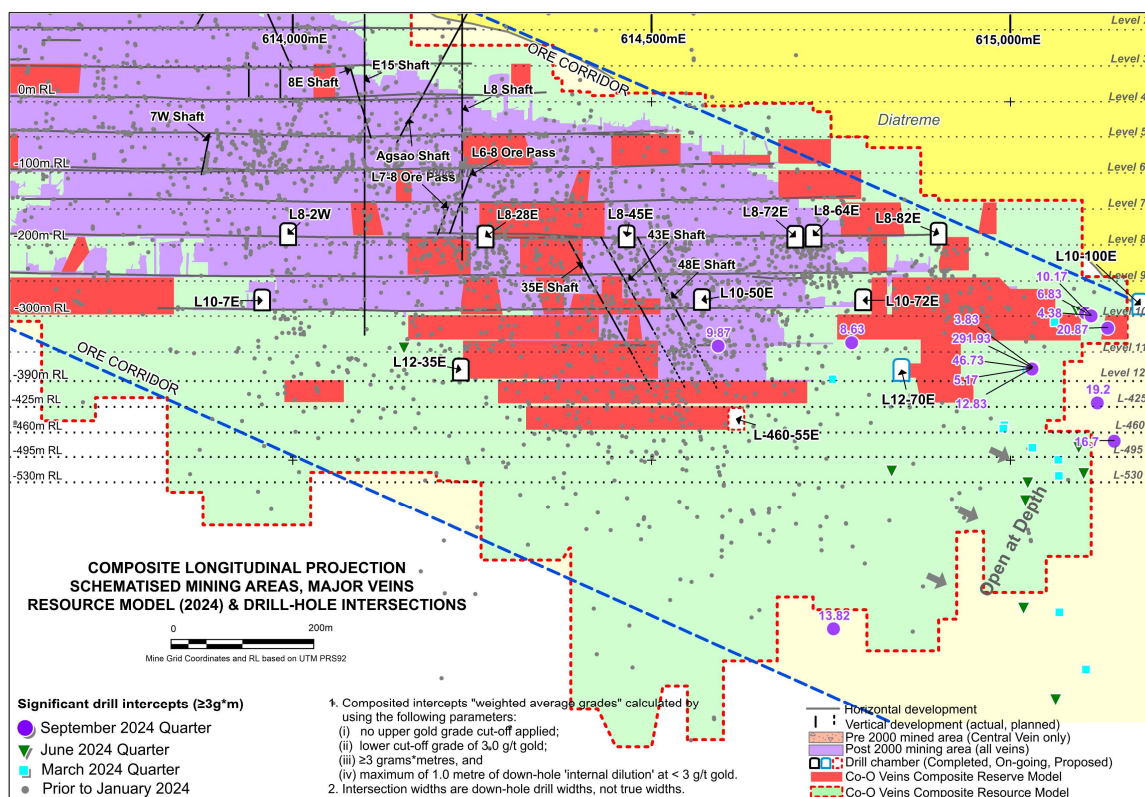 614,000mE
614,500mE
615,000mE
Level 3
ORE CORRIDOR
E15 Shaft
8E Shaft
0m RL
L8 Shaft
Level 4
7W Shaft
Diatreme
Level 5
Agsao Shaft
L6-8 Ore Pass
-100m RL
Level 6
L7-8 Ore Pass
Level 7
L8-2W
L8-28E
L8-45E
L8-72E
L8-64E
L8-82E
-200m RL
43E Shaft
Level 8
L10-100E
48E Shaft
35E Shaft
Level 9
10.17
L10-7E
L10-50E
L10-72E
6.83
-300m RL
4.38
Level 10
3.83
20.87
9.87
8.63
291.93
ORE CORRIDOR
Level 11
L12-35E
46.73
-390m RL
5.17
Level 12
L12-70E
12.83
19.2
-425m RL
L-425
-460m RL
L-460-55E
L-460
16.7
-495m RL
L-495
-530m RL
L-530
Open at Depth
COMPOSITE LONGITUDINAL PROJECTION
SCHEMATISED MINING AREAS, MAJOR VEINS
RESOURCE MODEL (2024) & DRILL-HOLE INTERSECTIONS
13.82
0
200m
Mine Grid Coordinates and RL based on UTM PRS92
Significant drill intercepts (≥3g*m)
September 2024 Quarter
June 2024 Quarter
March 2024 Quarter
Prior to January 2024
1. Composited intercepts "weighted average grades" calculated by
using the following parameters:
(i) no upper gold grade cut-off applied;
(ii) lower cut-off grade of 3.0 g/t gold;
(iii) ≥3 grams*metres, and
(iv) maximum of 1.0 metre of down-hole 'internal dilution' at < 3 g/t gold.
2. Intersection widths are down-hole drill widths, not true widths.
Horizontal development
Vertical development (actual, planned)
Pre 2000 mined area (Central Vein only)
Post 2000 mining area (all veins)
Drill chamber (Completed, On-going, Proposed)
Co-O Veins Composite Reserve Model
Co-O Veins Composite Resource Model